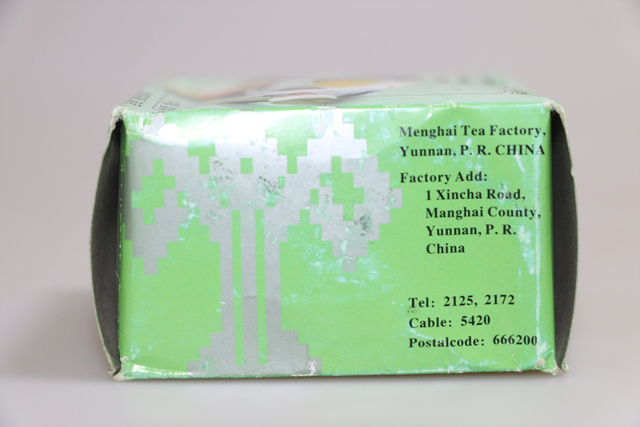 Menghai Tea Factory,
Yunnan, P. R. CHINA
Factory Add:
1 Xincha Road,
Manghai County,
Yunnan, P. R.
China
Tel: 2125, 2172
Cable: 5420
Postalcode: 666200